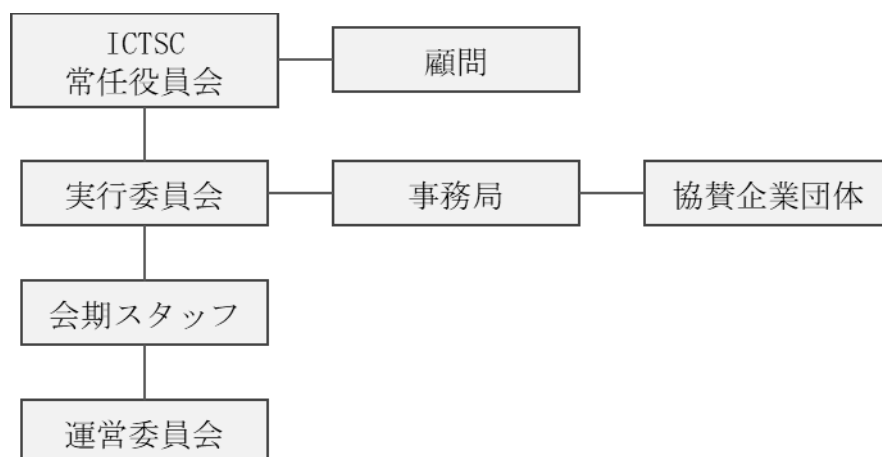 ICTSC
常任役員会
顧問
実行委員会
事務局
協賛企業団体
会期スタッフ
運営委員会